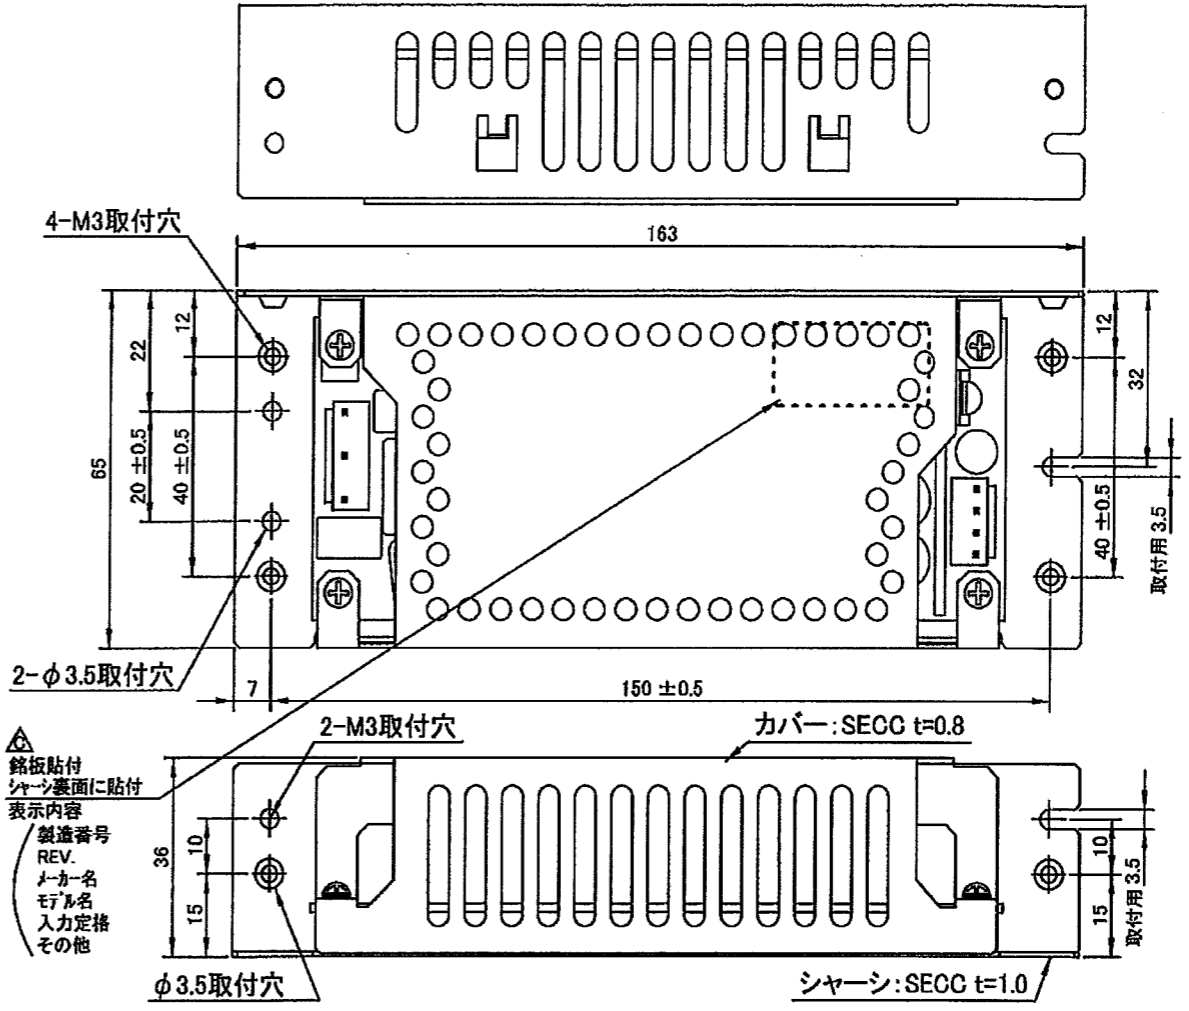 4-M3取付穴
163
12
22
20 ±0.5
40 ±0.5
65
12
32
40 ±0.5
取付用 3.5
2-φ3.5取付穴
7
150 ±0.5
2-M3取付穴
カバー:SECC t=0.8
C
銘板貼付
シャーシ裏面に貼付
表示内容
製造番号
REV.
メーカー名
モデル名
入力定格
その他
36
10
15
10
15
取付用 3.5
φ3.5取付穴
シャーシ:SECC t=1.0